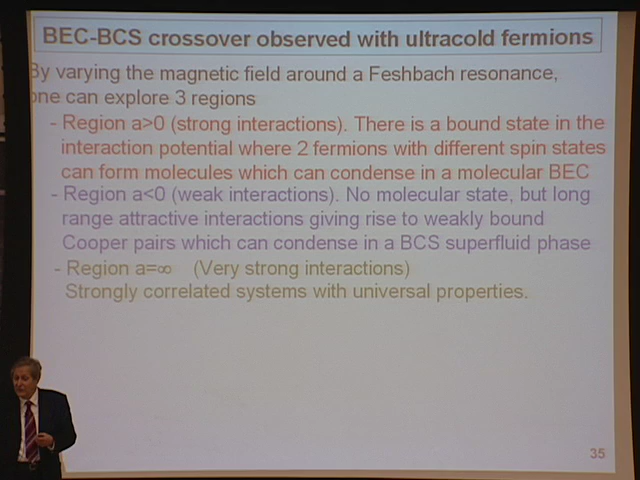 BEC-BCS crossover observed with ultracold fermions
By varying the magnetic field around a Feshbach resonance,
one can explore 3 regions
- Region a>0 (strong interactions). There is a bound state in the
interaction potential where 2 fermions with different spin states
can form molecules which can condense in a molecular BEC
- Region a<0 (weak interactions). No molecular state, but long
range attractive interactions giving rise to weakly bound
Cooper pairs which can condense in a BCS superfluid phase
- Region a=∞ (Very strong interactions)
Strongly correlated systems with universal properties.
35